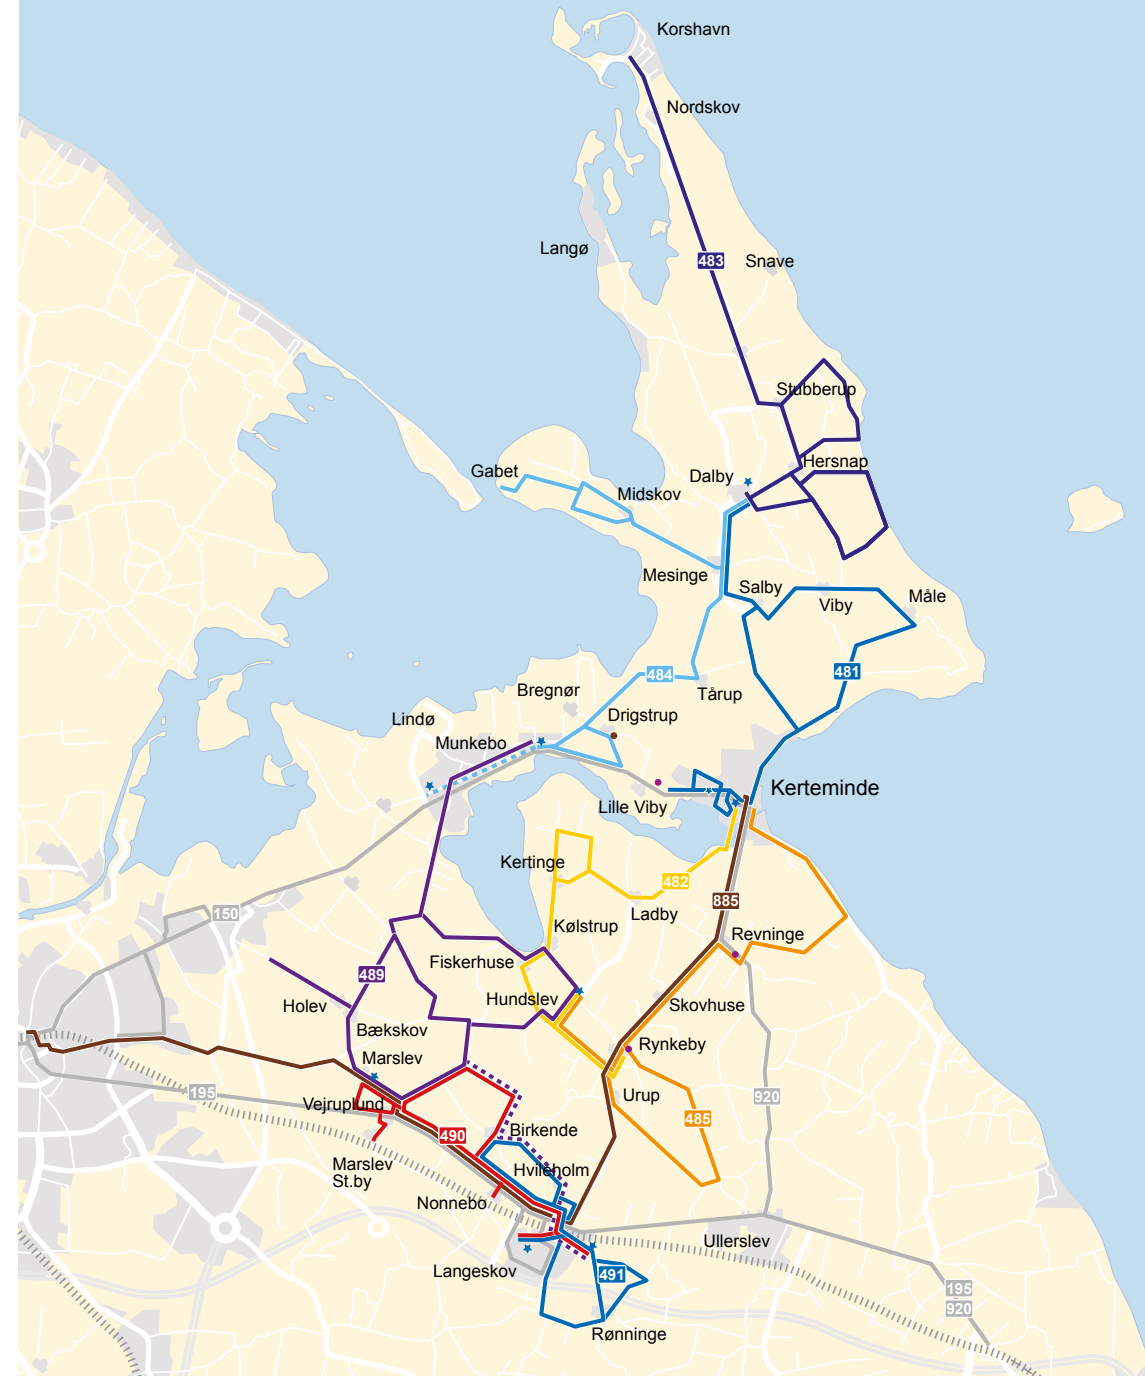 Korshavn
Nordskov
Langø
483
Snave
Stubberup
Hersnap
Gabet
Dalby
Midskov
Mesinge
Salby
Viby
Måle
484
481
Tårup
Bregnør
Drigstrup
Lindø
Munkebo
Kerteminde
Lille Viby
Kertinge
482
885
Ladby
150
Kølstrup
Revninge
Fiskerhuse
489
Hundslev
Holev
Skovhuse
Bækskov
Marslev
Rynkeby
195
Urup
920
Vejruplund
485
490
Birkende
Marslev
St.by
Hvileholm
Nonnebo
Ullerslev
Langeskov
491
195
920
Rønninge